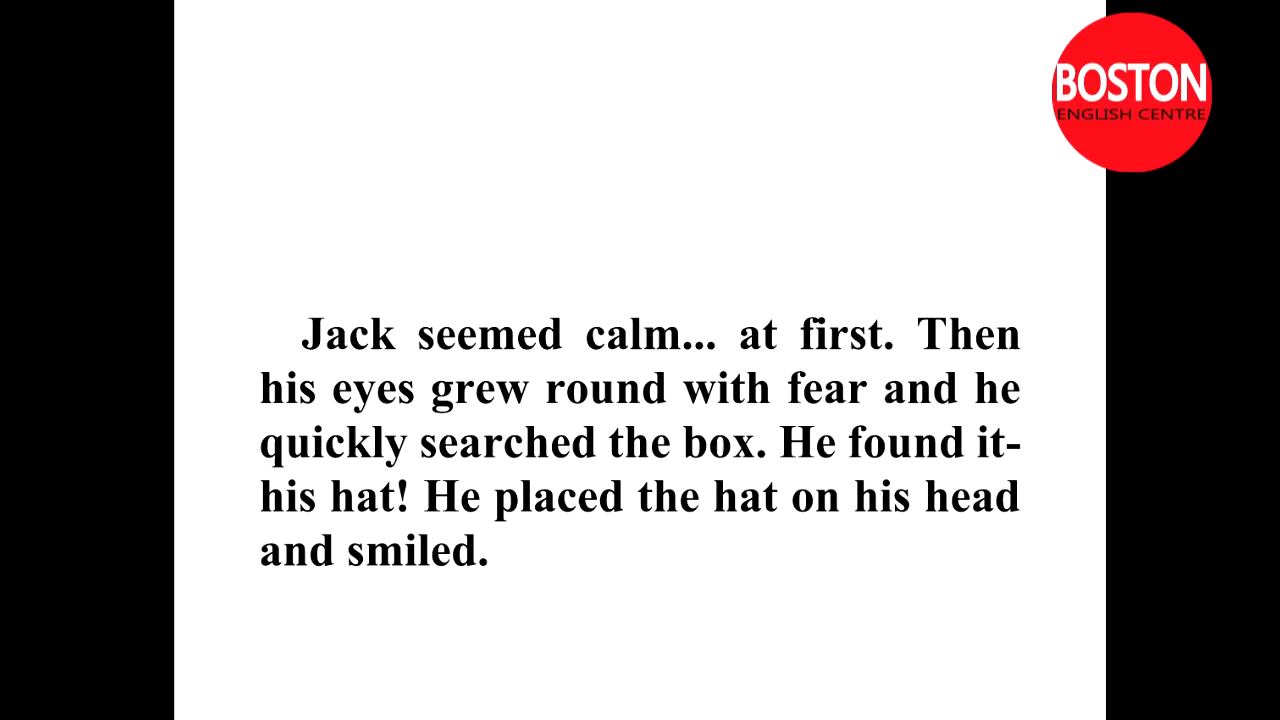 BOSTON
ENGLISH CENTRE
Jack seemed calm... at first. Then
his eyes grew round with fear and he
quickly searched the box. He found it-
his hat! He placed the hat on his head
and smiled.